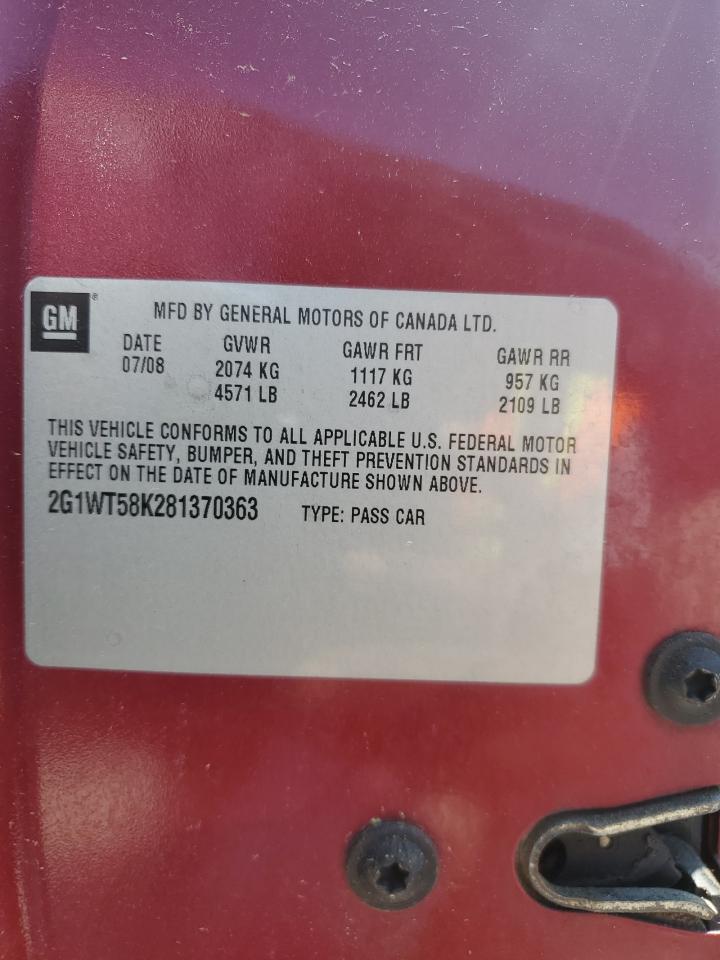 GM®
MFD BY GENERAL MOTORS OF CANADA LTD.
DATE GVWR GAWR FRT GAWR RR
07/08 2074 KG 1117 KG 957 KG
4571 LB 2462 LB 2109 LB
THIS VEHICLE CONFORMS TO ALL APPLICABLE U.S. FEDERAL MOTOR
VEHICLE SAFETY, BUMPER, AND THEFT PREVENTION STANDARDS IN
EFFECT ON THE DATE OF MANUFACTURE SHOWN ABOVE.
2G1WT58K281370363 TYPE: PASS CAR